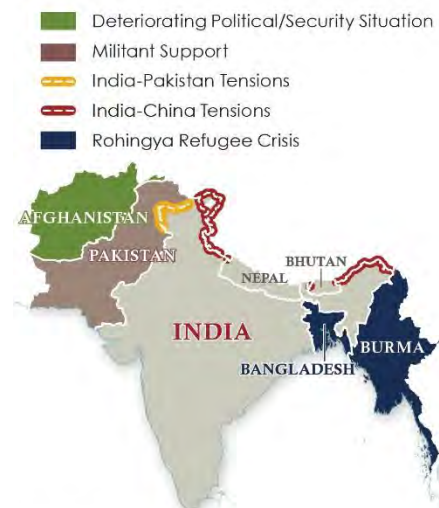 Deteriorating Political/Security Situation
Militant Support
India-Pakistan Tensions
India-China Tensions
Rohingya Refugee Crisis
AFGHANISTAN
PAKISTAN
NEPAL
BHUTAN
INDIA
BURMA
BANGLADESH